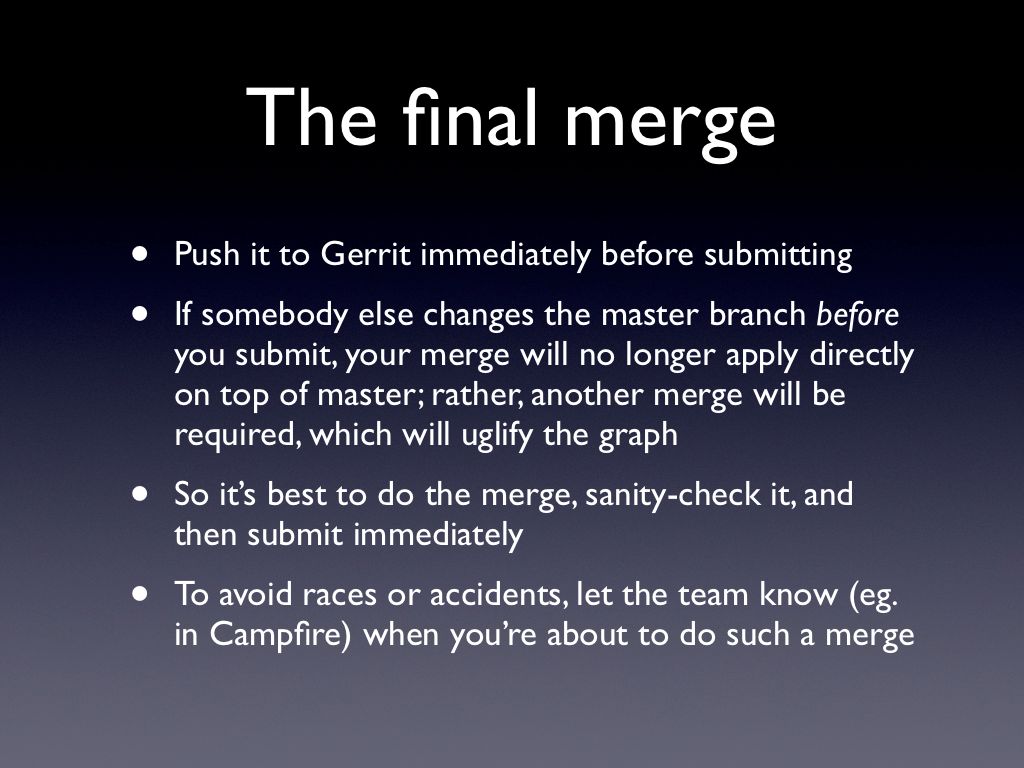 The final merge
• Push it to Gerrit immediately before submitting
• If somebody else changes the master branch before
you submit, your merge will no longer apply directly
on top of master; rather, another merge will be
required, which will uglify the graph
• So it’s best to do the merge, sanity-check it, and
then submit immediately
• To avoid races or accidents, let the team know (eg.
in Campfire) when you’re about to do such a merge